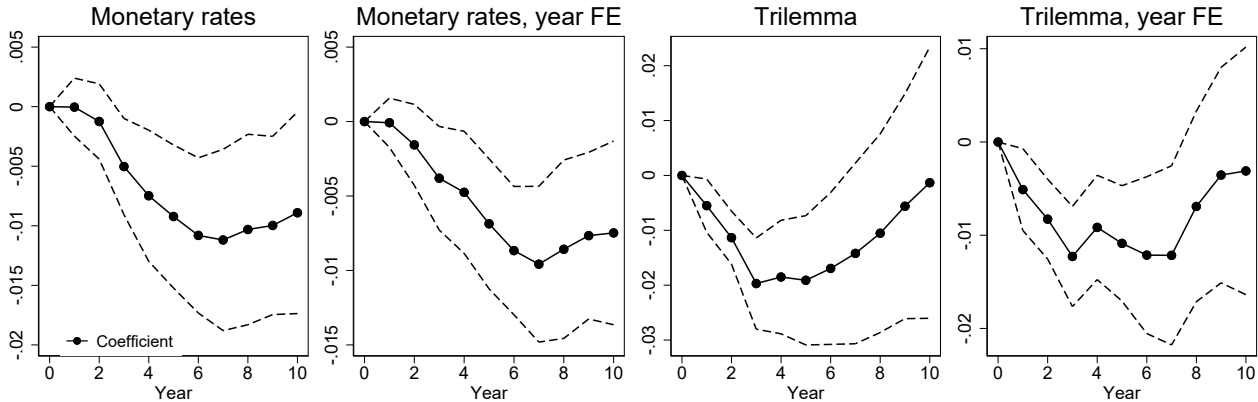 Monetary rates
.005
0
-.005
-.01
-.015
-.02
Coefficient
0 2 4 6 8 10
Year
Monetary rates, year FE
.005
0
-.005
-.01
-.015
0 2 4 6 8 10
Year
Trilemma
.02
.01
0
-.01
-.02
-.03
0 2 4 6 8 10
Year
Trilemma, year FE
.01
0
-.01
-.02
0 2 4 6 8 10
Year